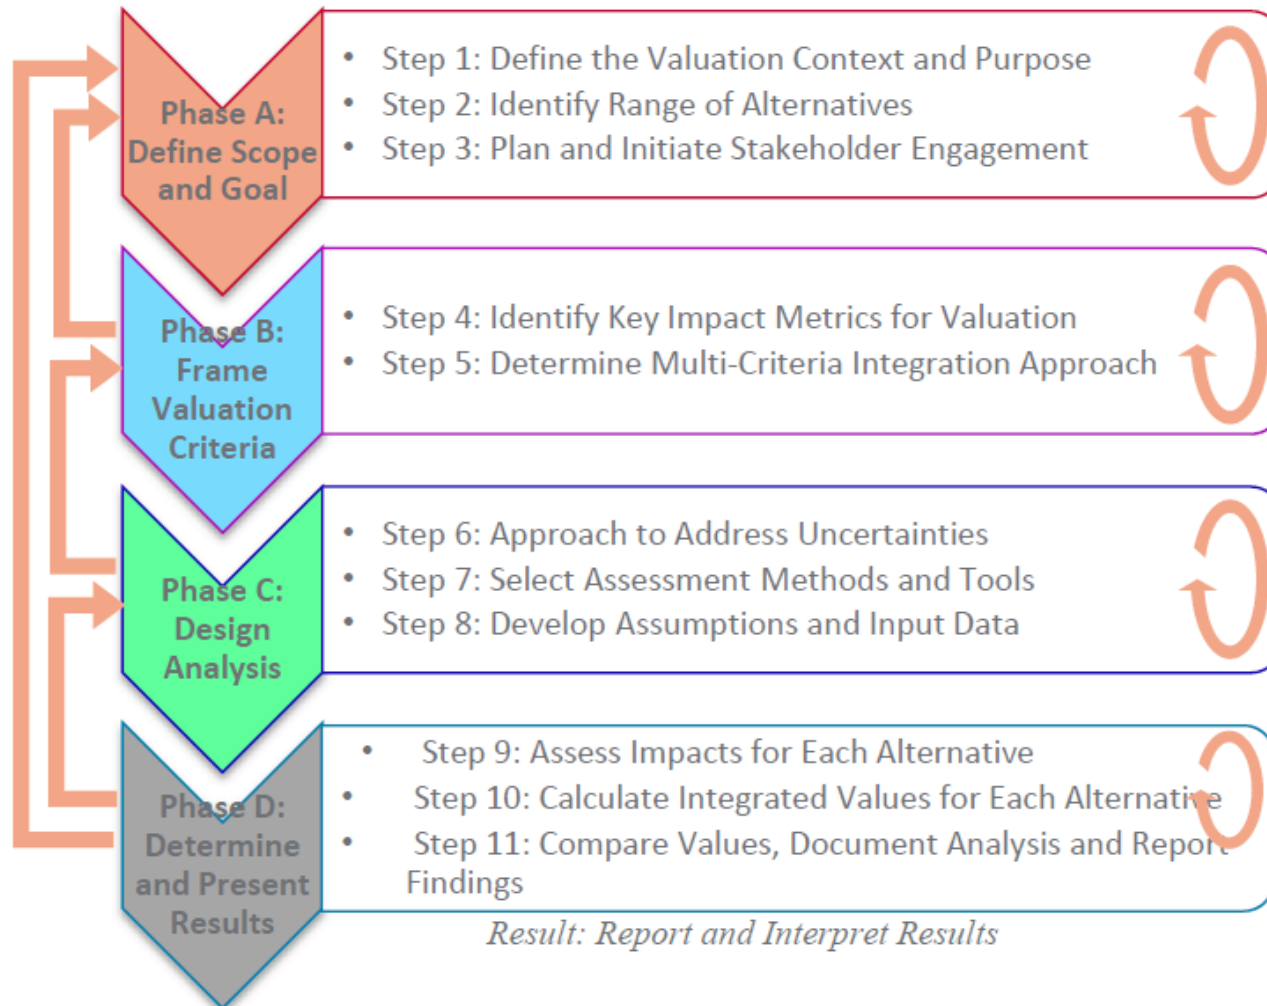 Phase A:
Define Scope
and Goal
• Step 1: Define the Valuation Context and Purpose
• Step 2: Identify Range of Alternatives
• Step 3: Plan and Initiate Stakeholder Engagement
Phase B:
Frame
Valuation
Criteria
• Step 4: Identify Key Impact Metrics for Valuation
• Step 5: Determine Multi-Criteria Integration Approach
Phase C:
Design
Analysis
• Step 6: Approach to Address Uncertainties
• Step 7: Select Assessment Methods and Tools
• Step 8: Develop Assumptions and Input Data
Phase D:
Determine
and Present
Results
• Step 9: Assess Impacts for Each Alternative
• Step 10: Calculate Integrated Values for Each Alternative
• Step 11: Compare Values, Document Analysis and Report
Findings
Result: Report and Interpret Results